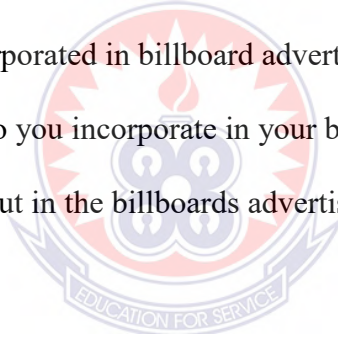 rporated in billboard advert
o you incorporate in your b
ut in the billboards advertis
EDUCATION FOR SERVICE